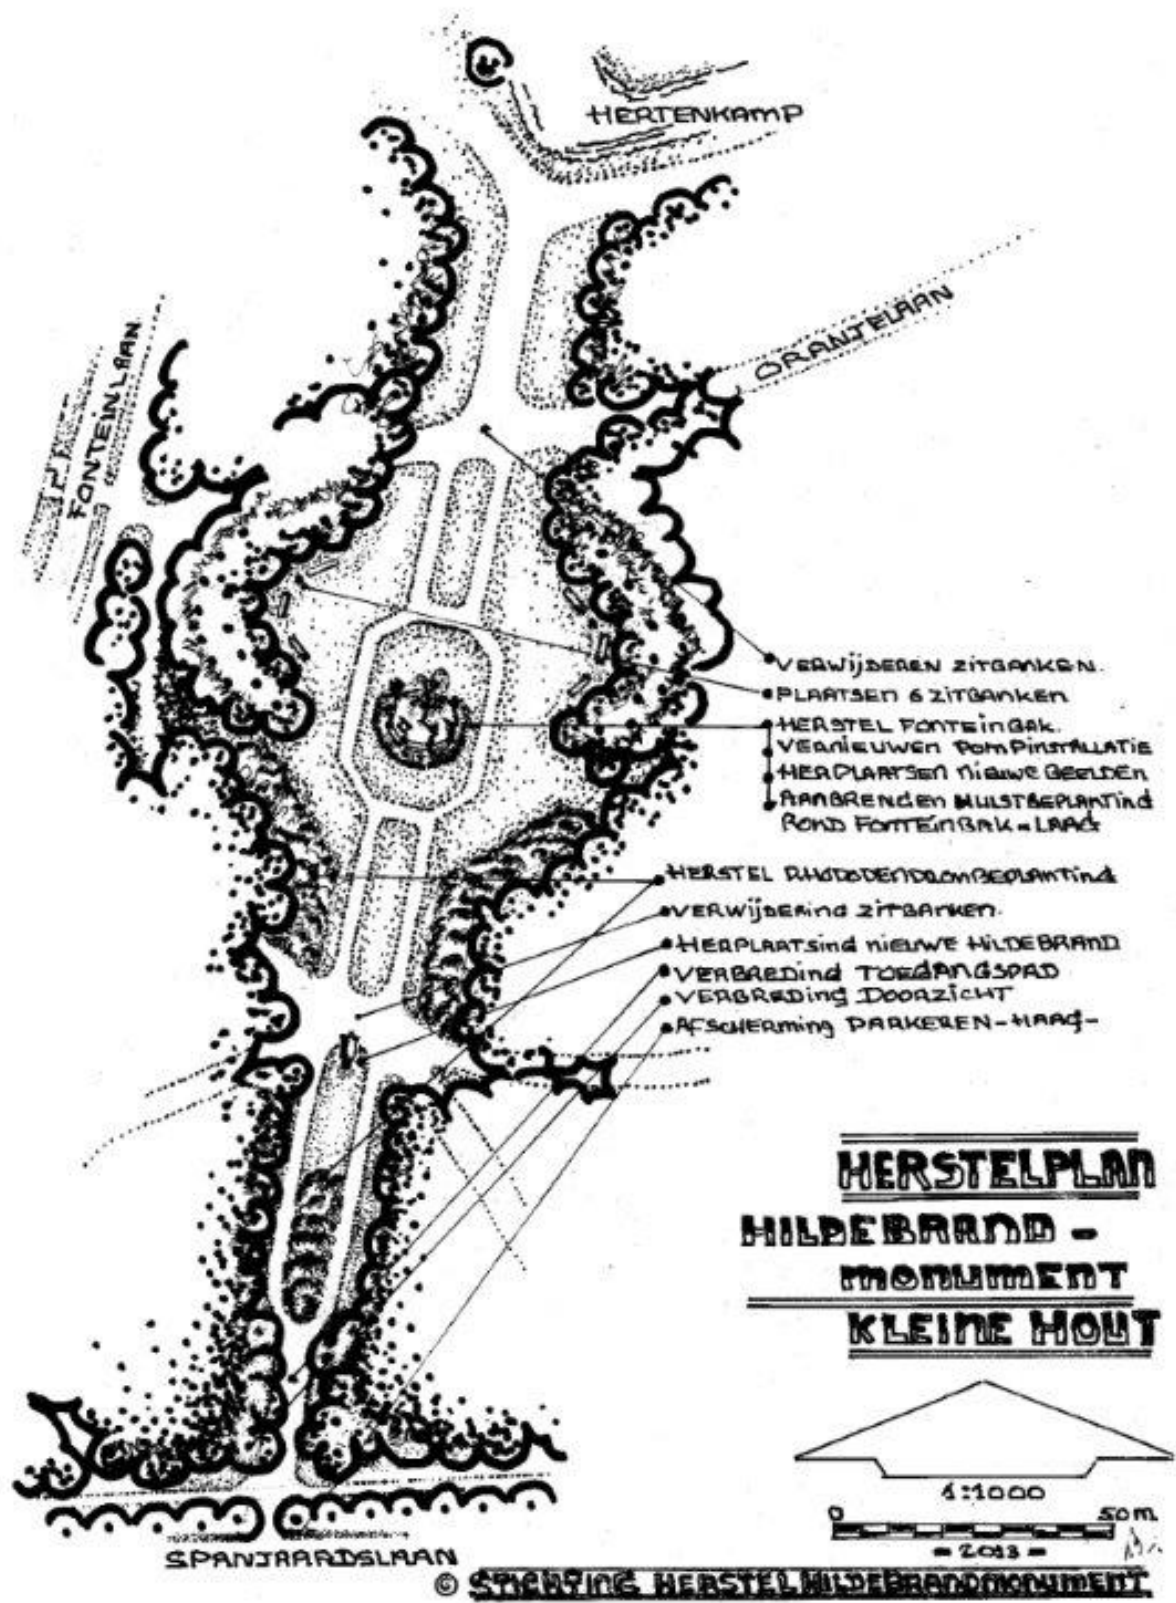 HERTENKAMP
ORANJELAAN
FONTEINLAAN
VERWIJDEREN ZITBANKEN.
PLAATSEN 6 ZITBANKEN
HERSTEL FONTEINBAK.
VERNIEUWEN POMPINSTALLATIE
HERPLAATSEN NIEUWE BEELDEN
AANBRENGEN HULSTBEPLANTING
ROND FONTEINBAK - LAAG
HERSTEL RHODODENDRONBEPLANTING
VERWIJDERING ZITBANKEN.
HERPLAATSING NIEUWE HILDEBRAND
VERBREDING TOEGANGSPAD
VERBREDING DOORZICHT
AFSCHERMING PARKEREN - HAAG -
HERSTELPLAN
HILDEBRAND -
MONUMENT
KLEINE HOUT
1:1000
0 50m
- 2013 -
SPANJAARDSLAAN
© STICHTING HERSTEL HILDEBRANDMONUMENT